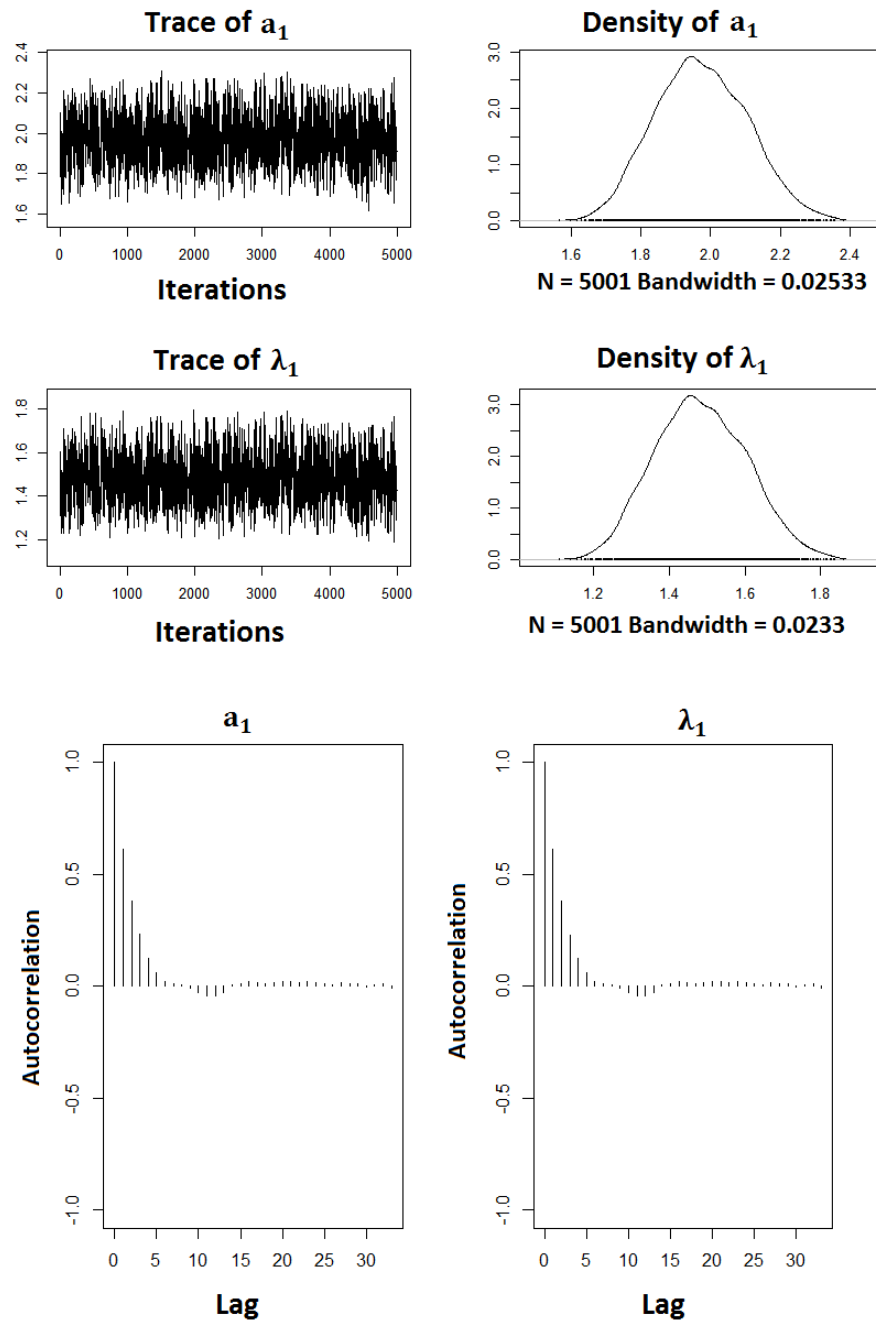 Trace of a₁
Density of a₁
2.4
2.2
2.0
1.8
1.6
0 1000 2000 3000 4000 5000
Iterations
3.0
2.0
1.0
0.0
1.6 1.8 2.0 2.2 2.4
N = 5001 Bandwidth = 0.02533
Trace of λ₁
Density of λ₁
1.8
1.6
1.4
1.2
0 1000 2000 3000 4000 5000
Iterations
3.0
2.0
1.0
0.0
1.2 1.4 1.6 1.8
N = 5001 Bandwidth = 0.0233
a₁
λ₁
Autocorrelation
1.0
0.5
0.0
-0.5
-1.0
0 5 10 15 20 25 30
Lag
Autocorrelation
1.0
0.5
0.0
-0.5
-1.0
0 5 10 15 20 25 30
Lag